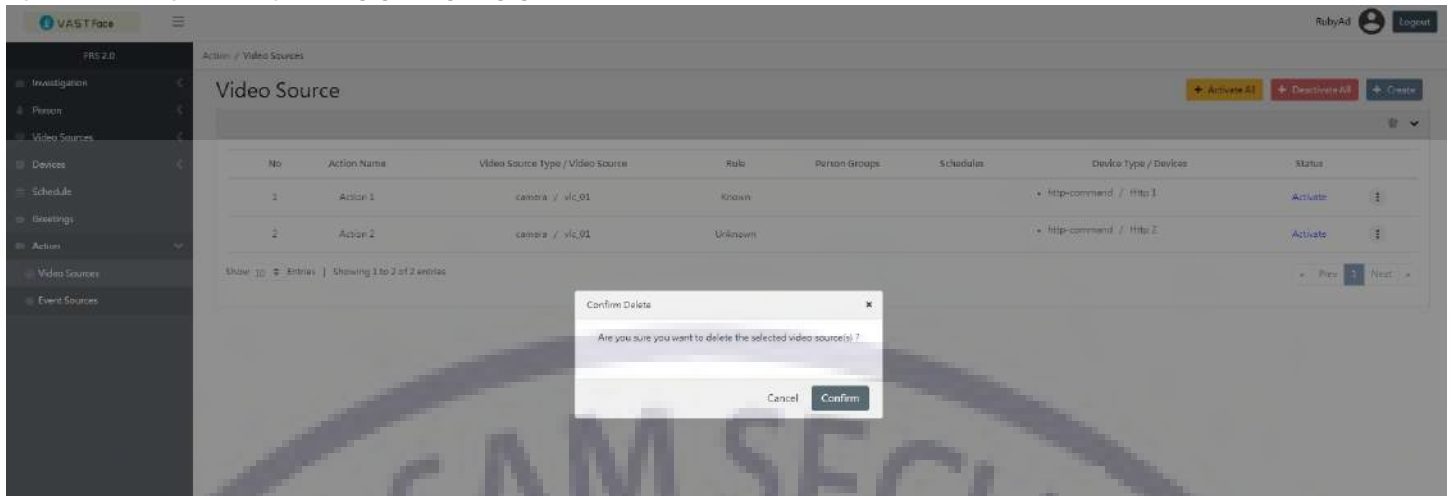 VAST Face
RubyAd
Logout
FRS 2.0
Action / Video Sources
Investigation
Person
Video Sources
Devices
Schedule
Greetings
Action
Video Sources
Event Sources
Video Source
+ Activate All
+ Deactivate All
+ Create
No Action Name Video Source Type / Video Source Rule Person Groups Schedules Device Type / Devices Status
1 Action 1 camera / vlc_01 Known • http-command / Http 1 Activate
2 Action 2 camera / vlc_01 Unknown • http-command / Http 2 Activate
Show 10 Entries | Showing 1 to 2 of 2 entries
« Prev 1 Next »
Confirm Delete ×
Are you sure you want to delete the selected video source(s) ?
Cancel Confirm
AM SEC